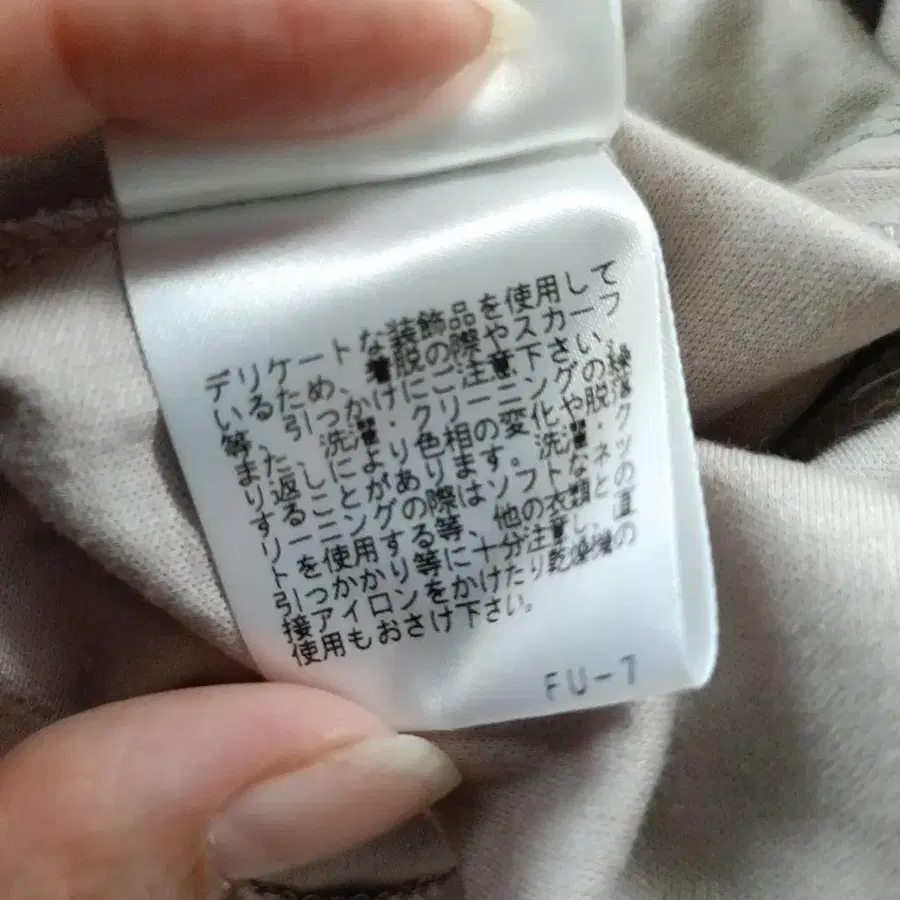 デリケートな装飾品を使用して
いるため、着脱の際やスカーフ
等、引っかけにご注意下さい。
また、洗濯・クリーニングの繰
り返しにより色相の変化や脱落
することがあります。洗濯・ク
リーニングの際はソフトなネッ
トを使用する等、他の衣類との
引っかかり等に十分注意し、直
接アイロンをかけたり乾燥機の
使用もおさけ下さい。
FU-7